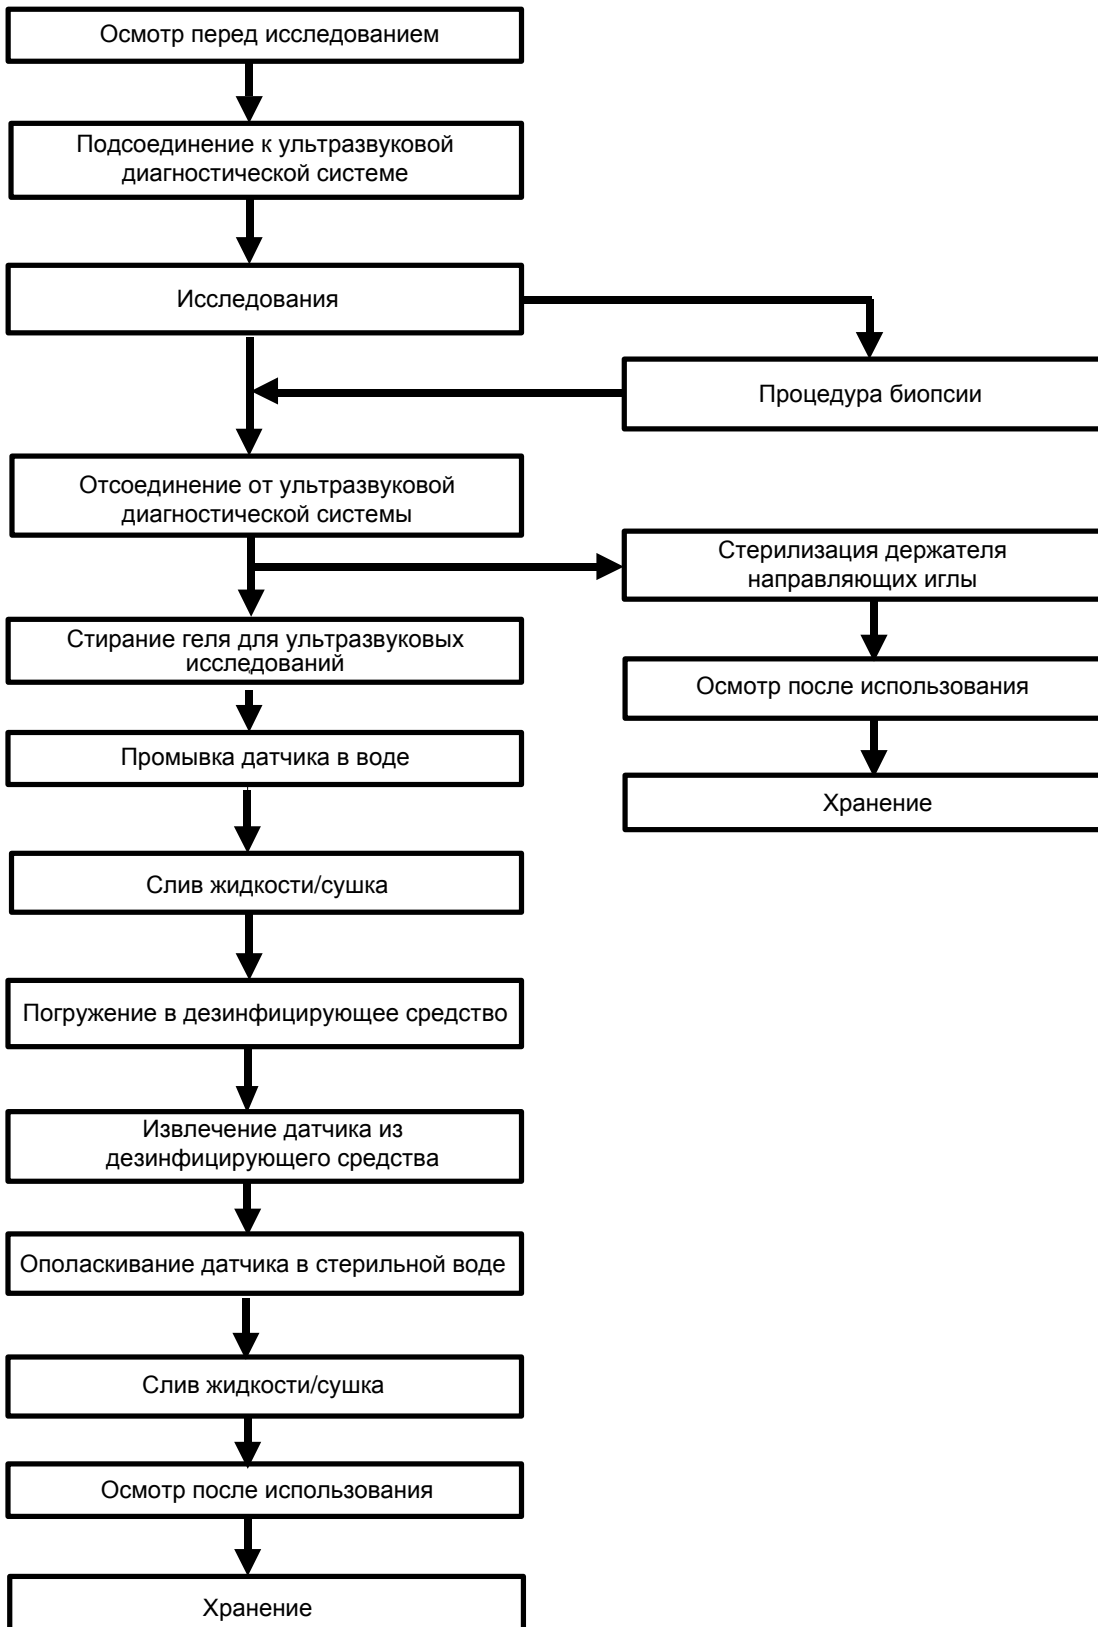 Осмотр перед исследованием
Подсоединение к ультразвуковой
диагностической системе
Исследования
Процедура биопсии
Отсоединение от ультразвуковой
диагностической системы
Стерилизация держателя
направляющих иглы
Стирание геля для ультразвуковых
исследований
Осмотр после использования
Промывка датчика в воде
Хранение
Слив жидкости/сушка
Погружение в дезинфицирующее средство
Извлечение датчика из
дезинфицирующего средства
Ополаскивание датчика в стерильной воде
Слив жидкости/сушка
Осмотр после использования
Хранение